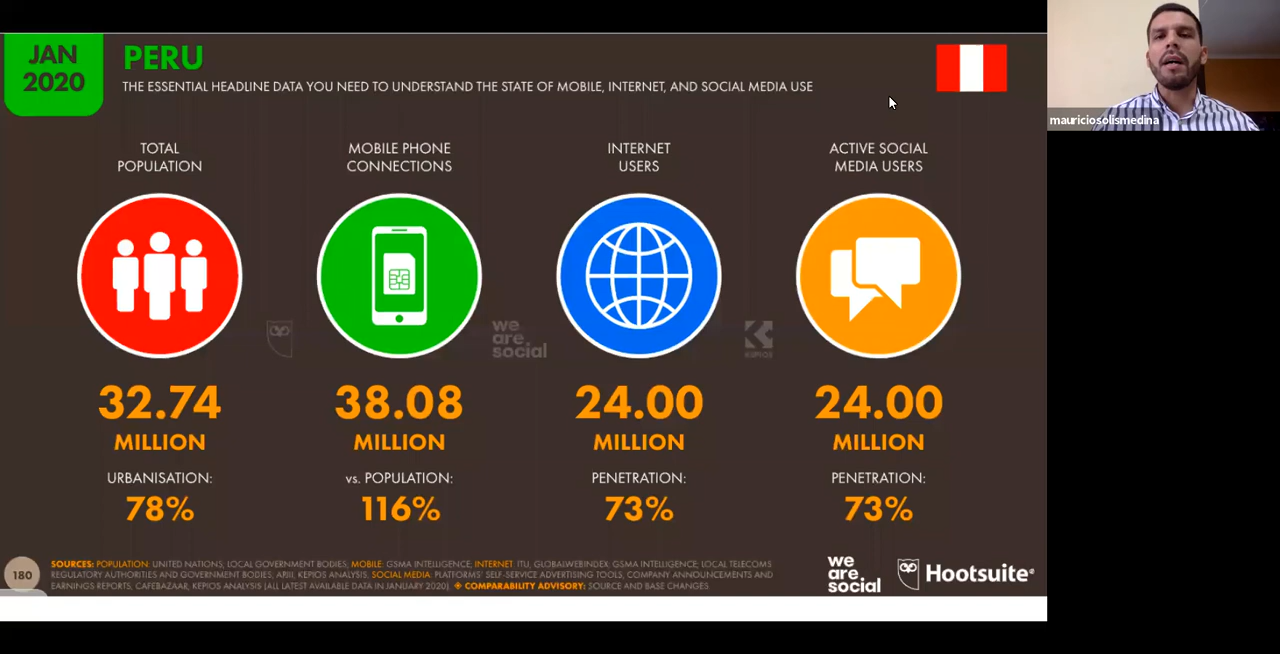 JAN
2020
PERU
THE ESSENTIAL HEADLINE DATA YOU NEED TO UNDERSTAND THE STATE OF MOBILE, INTERNET, AND SOCIAL MEDIA USE
mauriciosolismedina
TOTAL
POPULATION
MOBILE PHONE
CONNECTIONS
INTERNET
USERS
ACTIVE SOCIAL
MEDIA USERS
we
are
social
KEPIOS
32.74
MILLION
URBANISATION:
78%
38.08
MILLION
vs. POPULATION:
116%
24.00
MILLION
PENETRATION:
73%
24.00
MILLION
PENETRATION:
73%
180
SOURCES: POPULATION: UNITED NATIONS; LOCAL GOVERNMENT BODIES; MOBILE: GSMA INTELLIGENCE; INTERNET: ITU, GLOBALWEBINDEX; GSMA INTELLIGENCE; LOCAL TELECOMS
REGULATORY AUTHORITIES AND GOVERNMENT BODIES; APJII; KEPIOS ANALYSIS; SOCIAL MEDIA: PLATFORMS' SELF-SERVICE ADVERTISING TOOLS; COMPANY ANNOUNCEMENTS AND
EARNINGS REPORTS; CAFEBAZAAR; KEPIOS ANALYSIS (ALL LATEST AVAILABLE DATA IN JANUARY 2020). COMPARABILITY ADVISORY: SOURCE AND BASE CHANGES.
we
are
social
Hootsuite®